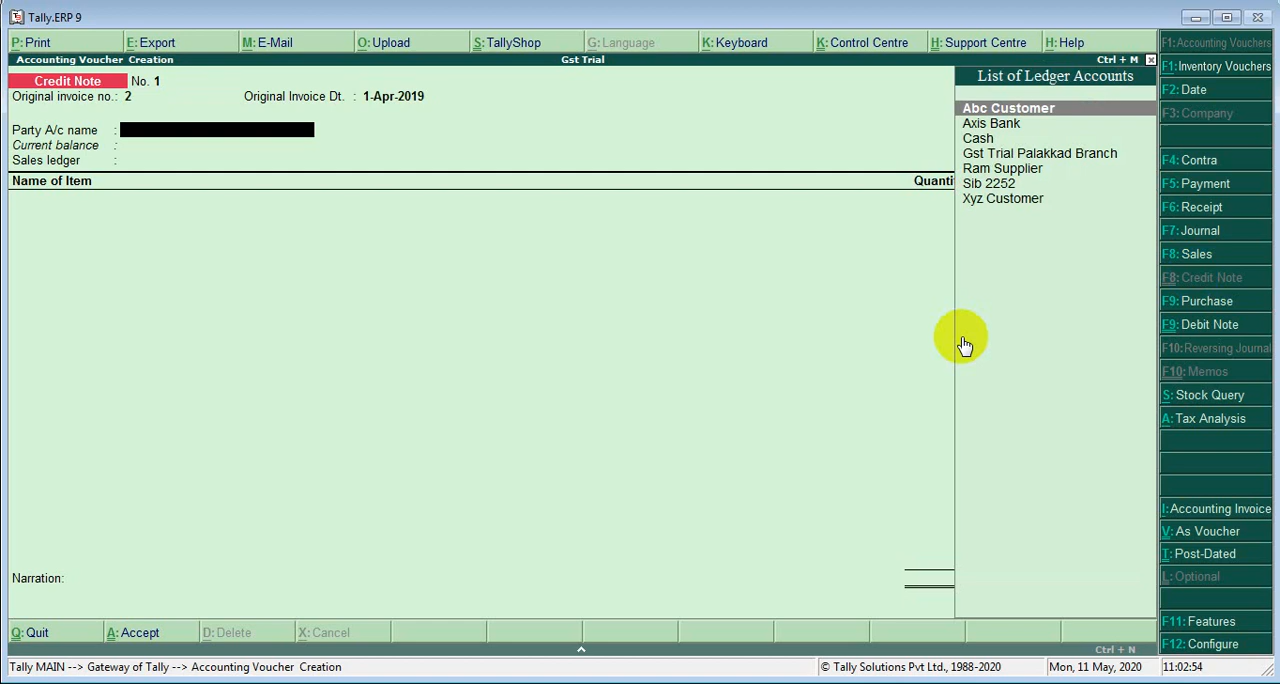 Tally.ERP 9
P: Print E: Export M: E-Mail O: Upload S: TallyShop G: Language K: Keyboard K: Control Centre H: Support Centre H: Help
Accounting Voucher Creation Gst Trial Ctrl + M
Credit Note No. 1
Original invoice no.: 2 Original Invoice Dt. : 1-Apr-2019
Party A/c name :
Current balance :
Sales ledger :
Name of Item Quanti
List of Ledger Accounts
Abc Customer
Axis Bank
Cash
Gst Trial Palakkad Branch
Ram Supplier
Sib 2252
Xyz Customer
Narration:
F1: Accounting Vouchers
F1: Inventory Vouchers
F2: Date
F3: Company
F4: Contra
F5: Payment
F6: Receipt
F7: Journal
F8: Sales
F8: Credit Note
F9: Purchase
F9: Debit Note
F10: Reversing Journal
F10: Memos
S: Stock Query
A: Tax Analysis
I: Accounting Invoice
V: As Voucher
T: Post-Dated
L: Optional
F11: Features
F12: Configure
Q: Quit A: Accept D: Delete X: Cancel
Ctrl + N
Tally MAIN --> Gateway of Tally --> Accounting Voucher Creation © Tally Solutions Pvt Ltd., 1988-2020 Mon, 11 May, 2020 11:02:54